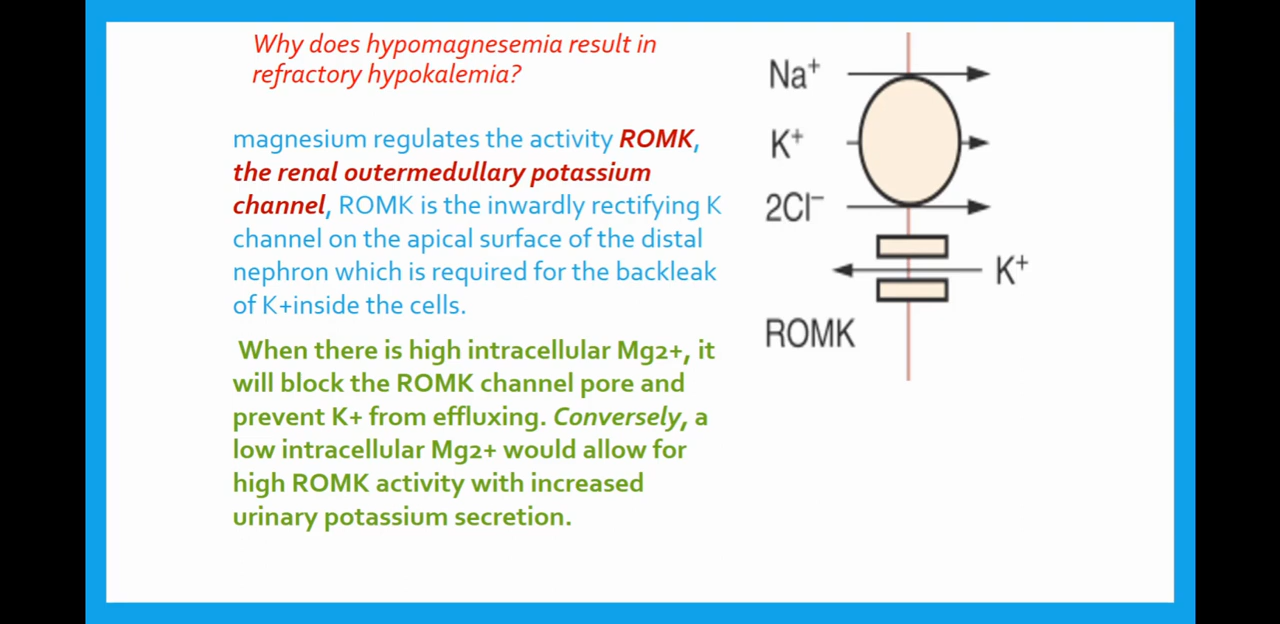 Why does hypomagnesemia result in
refractory hypokalemia?
magnesium regulates the activity ROMK,
the renal outermedullary potassium
channel, ROMK is the inwardly rectifying K
channel on the apical surface of the distal
nephron which is required for the backleak
of K+inside the cells.
When there is high intracellular Mg2+, it
will block the ROMK channel pore and
prevent K+ from effluxing. Conversely, a
low intracellular Mg2+ would allow for
high ROMK activity with increased
urinary potassium secretion.
Na⁺
K⁺
2Cl⁻
K⁺
ROMK